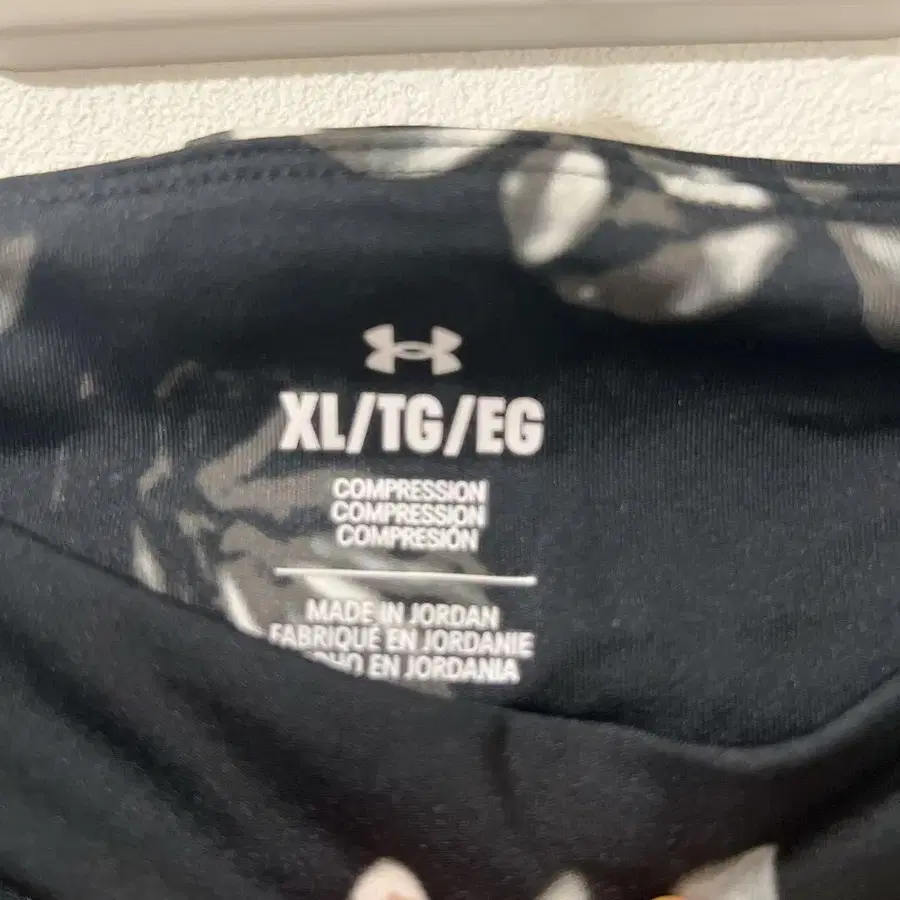 XL/TG/EG
COMPRESSION
COMPRESSION
COMPRESIÓN
MADE IN JORDAN
FABRIQUÉ EN JORDANIE
EN JORDANIA